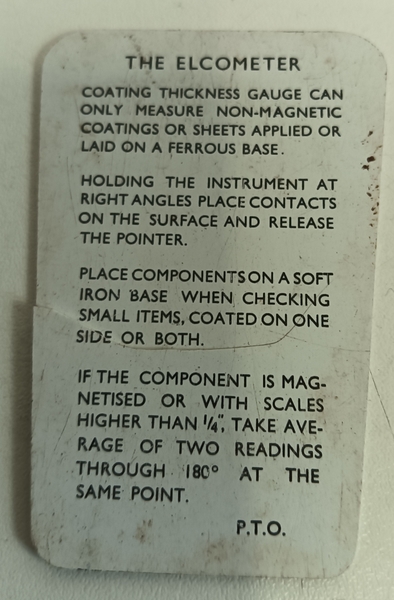 THE ELCOMETER
COATING THICKNESS GAUGE CAN
ONLY MEASURE NON-MAGNETIC
COATINGS OR SHEETS APPLIED OR
LAID ON A FERROUS BASE.
HOLDING THE INSTRUMENT AT
RIGHT ANGLES PLACE CONTACTS
ON THE SURFACE AND RELEASE
THE POINTER.
PLACE COMPONENTS ON A SOFT
IRON BASE WHEN CHECKING
SMALL ITEMS, COATED ON ONE
SIDE OR BOTH.
IF THE COMPONENT IS MAG-
NETISED OR WITH SCALES
HIGHER THAN ¼", TAKE AVE-
RAGE OF TWO READINGS
THROUGH 180° AT THE
SAME POINT.
P.T.O.